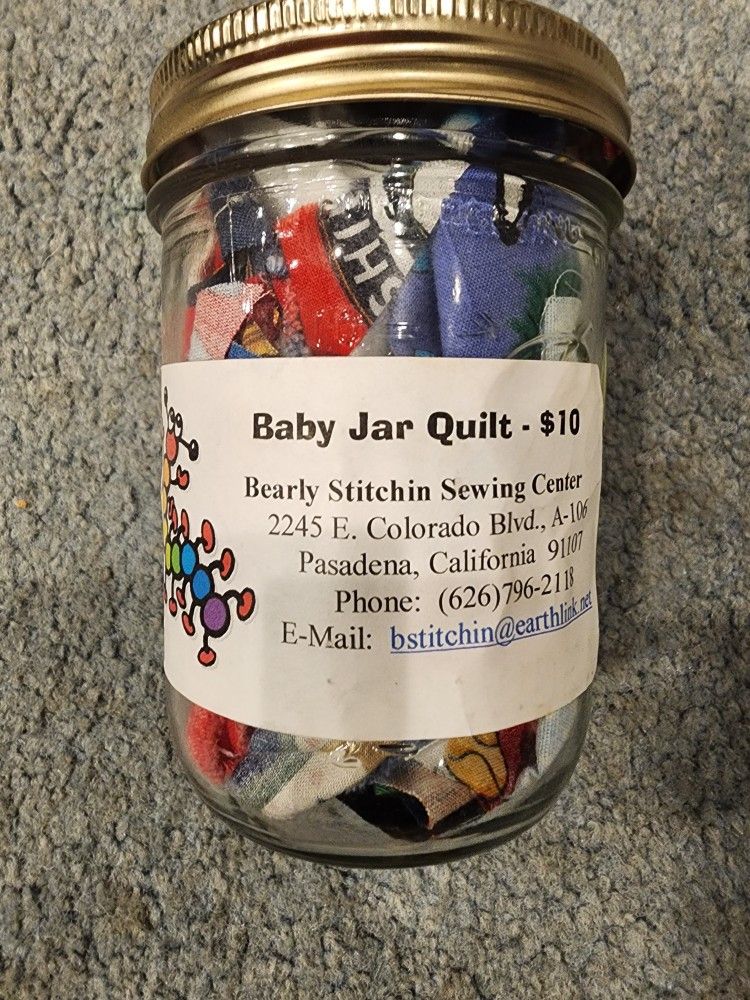 Baby Jar Quilt - $10
Bearly Stitchin Sewing Center
2245 E. Colorado Blvd., A-106
Pasadena, California 91107
Phone: (626)796-2118
E-Mail: bstitchin@earthlink.net